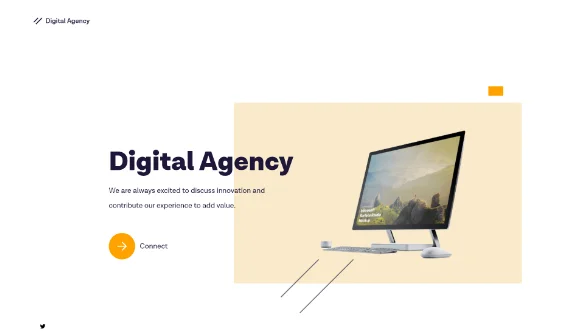 Digital Agency
Digital Agency
We are always excited to discuss innovation and
contribute our experience to add value.
Connect